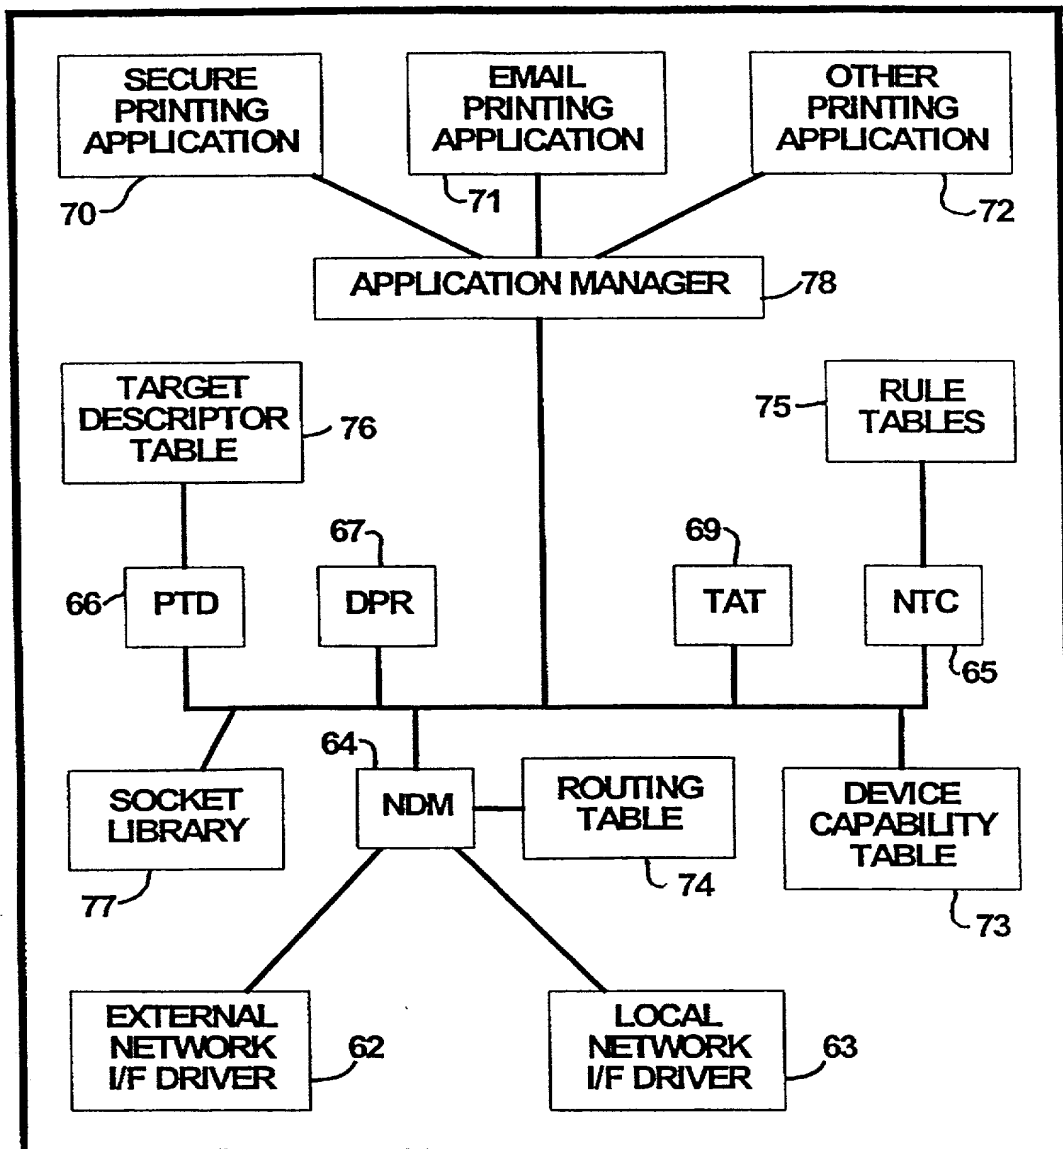 SECURE
PRINTING
APPLICATION
70
EMAIL
PRINTING
APPLICATION
71
OTHER
PRINTING
APPLICATION
72
APPLICATION MANAGER
78
TARGET
DESCRIPTOR
TABLE
76
75
RULE
TABLES
66
PTD
67
DPR
69
TAT
NTC
65
SOCKET
LIBRARY
77
64
NDM
ROUTING
TABLE
74
DEVICE
CAPABILITY
TABLE
73
EXTERNAL
NETWORK
I/F DRIVER
62
LOCAL
NETWORK
I/F DRIVER
63